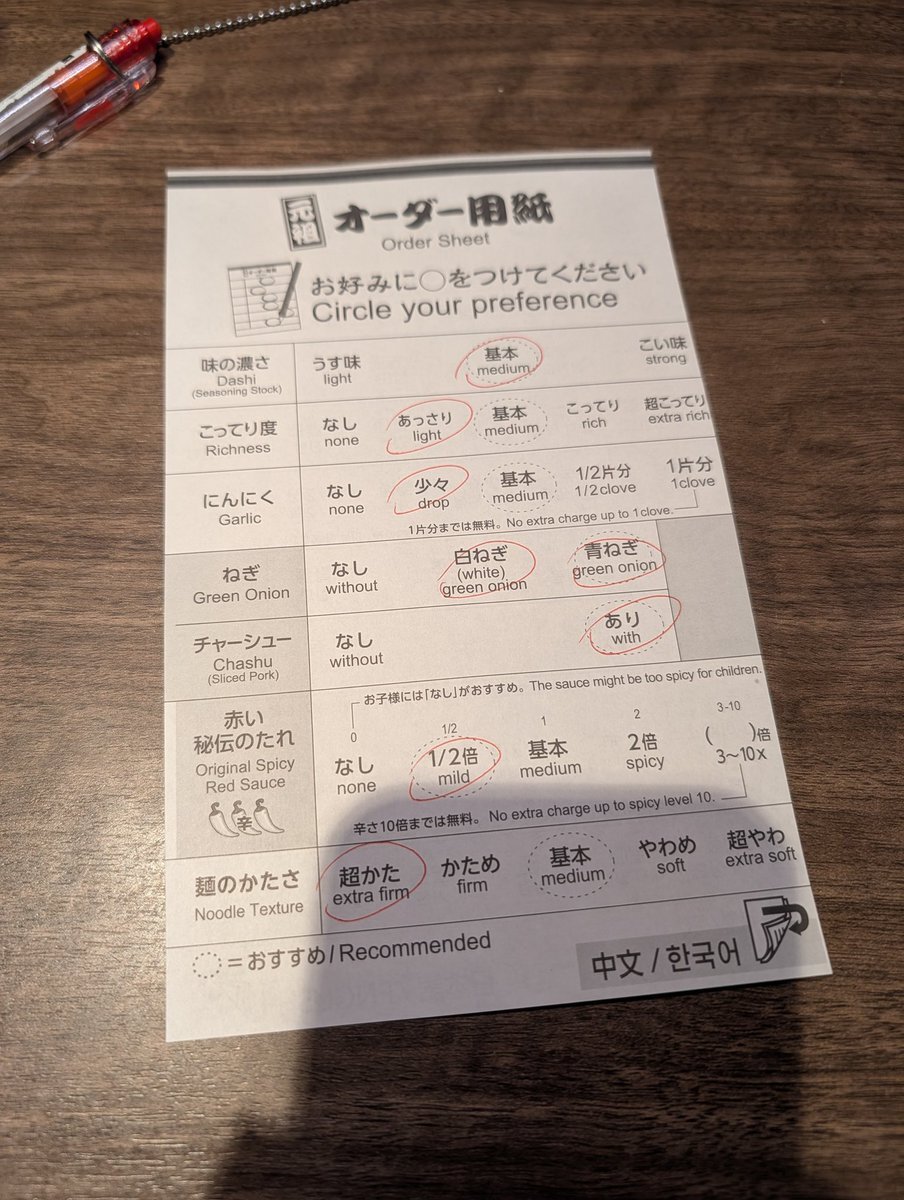 元祖 オーダー用紙
Order Sheet
お好みに◯をつけてください
Circle your preference
味の濃さ
Dashi
(Seasoning Stock)
うす味
light
基本
medium
こい味
strong
こってり度
Richness
なし
none
あっさり
light
基本
medium
こってり
rich
超こってり
extra rich
にんにく
Garlic
なし
none
少々
drop
基本
medium
1/2片分
1/2clove
1片分
1clove
1片分までは無料。No extra charge up to 1clove.
ねぎ
Green Onion
なし
without
白ねぎ
(white)
green onion
青ねぎ
green onion
チャーシュー
Chashu
(Sliced Pork)
なし
without
あり
with
赤い
秘伝のたれ
Original Spicy
Red Sauce
辛
お子様には「なし」がおすすめ。The sauce might be too spicy for children.
0
なし
none
1/2
1/2倍
mild
1
基本
medium
2
2倍
spicy
3-10
( )倍
3〜10x
辛さ10倍までは無料。No extra charge up to spicy level 10.
麺のかたさ
Noodle Texture
超かた
extra firm
かため
firm
基本
medium
やわめ
soft
超やわ
extra soft
=おすすめ/Recommended
中文/한국어